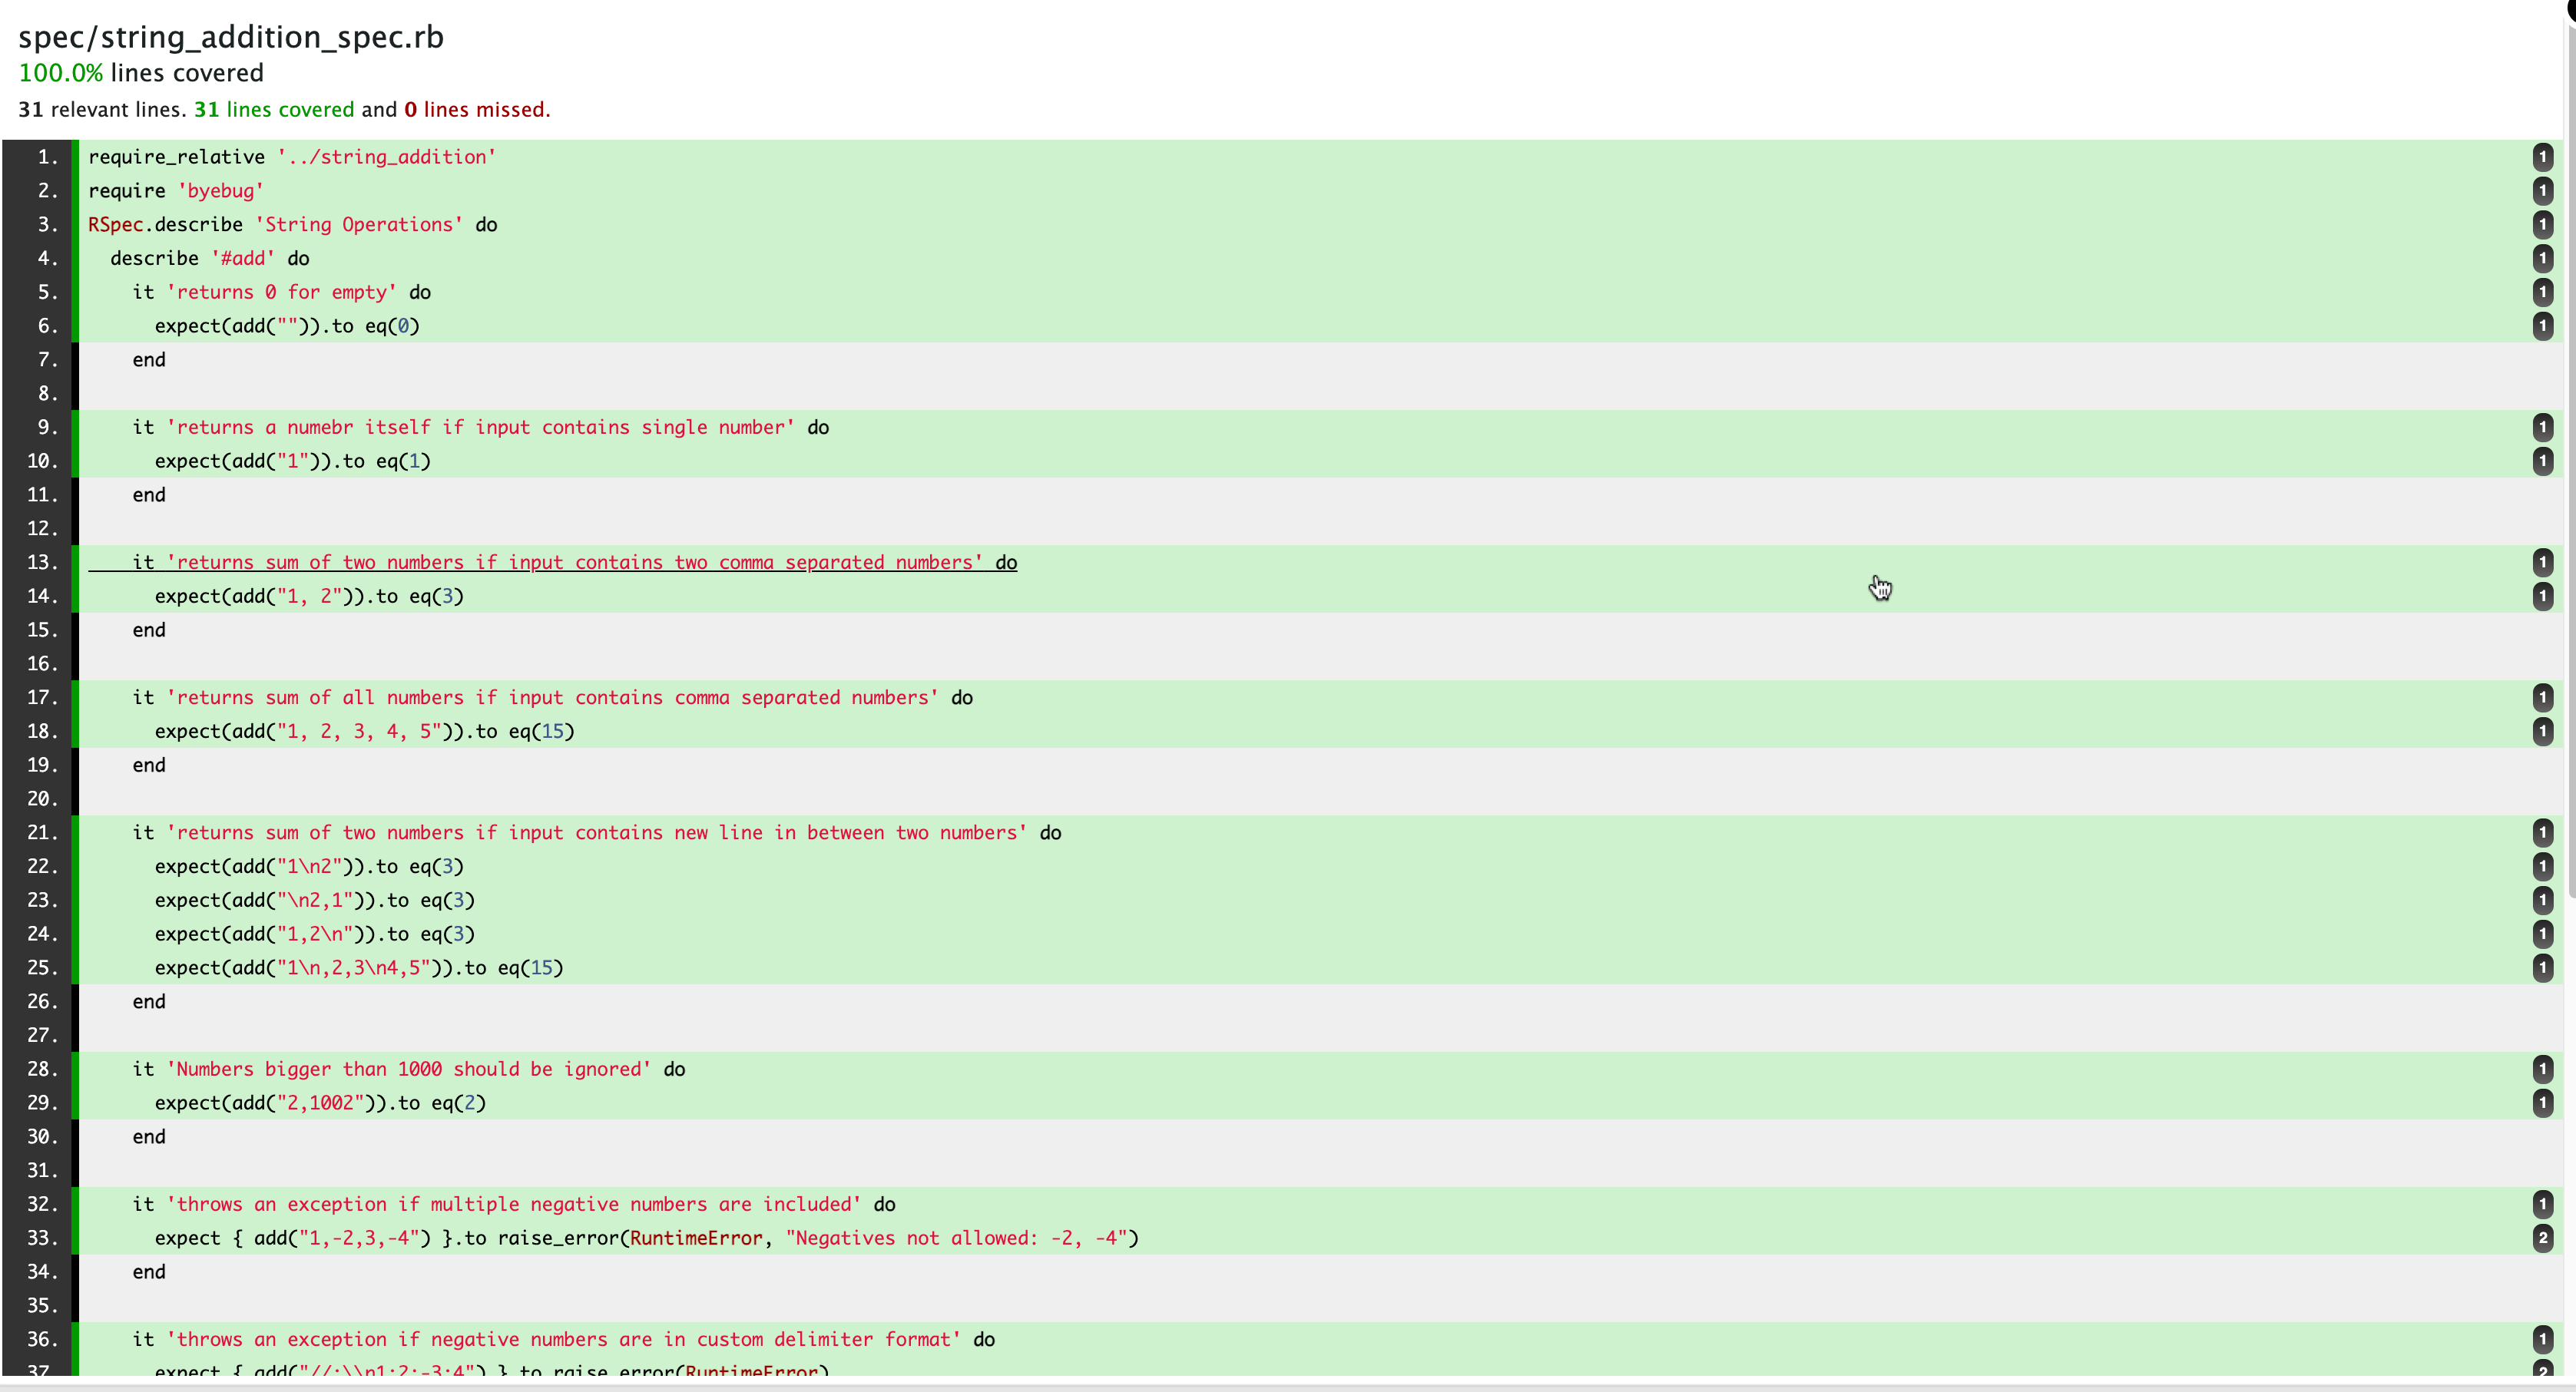 spec/string_addition_spec.rb
100.0% lines covered
31 relevant lines. 31 lines covered and 0 lines missed.
1. require_relative '../string_addition' 1
2. require 'byebug' 1
3. RSpec.describe 'String Operations' do 1
4. describe '#add' do 1
5. it 'returns 0 for empty' do 1
6. expect(add("")).to eq(0) 1
7. end
8.
9. it 'returns a numebr itself if input contains single number' do 1
10. expect(add("1")).to eq(1) 1
11. end
12.
13. it 'returns sum of two numbers if input contains two comma separated numbers' do 1
14. expect(add("1, 2")).to eq(3) 1
15. end
16.
17. it 'returns sum of all numbers if input contains comma separated numbers' do 1
18. expect(add("1, 2, 3, 4, 5")).to eq(15) 1
19. end
20.
21. it 'returns sum of two numbers if input contains new line in between two numbers' do 1
22. expect(add("1\n2")).to eq(3) 1
23. expect(add("\n2,1")).to eq(3) 1
24. expect(add("1,2\n")).to eq(3) 1
25. expect(add("1\n,2,3\n4,5")).to eq(15) 1
26. end
27.
28. it 'Numbers bigger than 1000 should be ignored' do 1
29. expect(add("2,1002")).to eq(2) 1
30. end
31.
32. it 'throws an exception if multiple negative numbers are included' do 1
33. expect { add("1,-2,3,-4") }.to raise_error(RuntimeError, "Negatives not allowed: -2, -4") 2
34. end
35.
36. it 'throws an exception if negative numbers are in custom delimiter format' do 1
37. expect { add("//;\\n1;2;-3;4") }.to raise_error(RuntimeError) 2